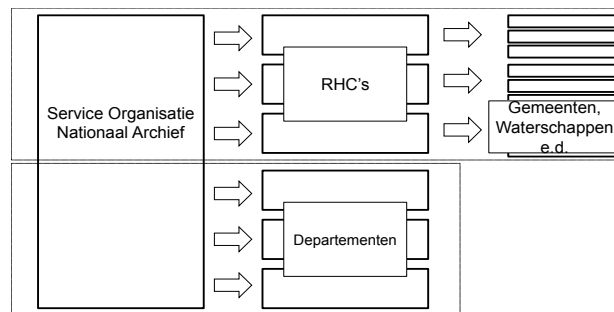 Service Organisatie
Nationaal Archief
RHC's
Gemeenten,
Waterschappen
e.d.
Departementen